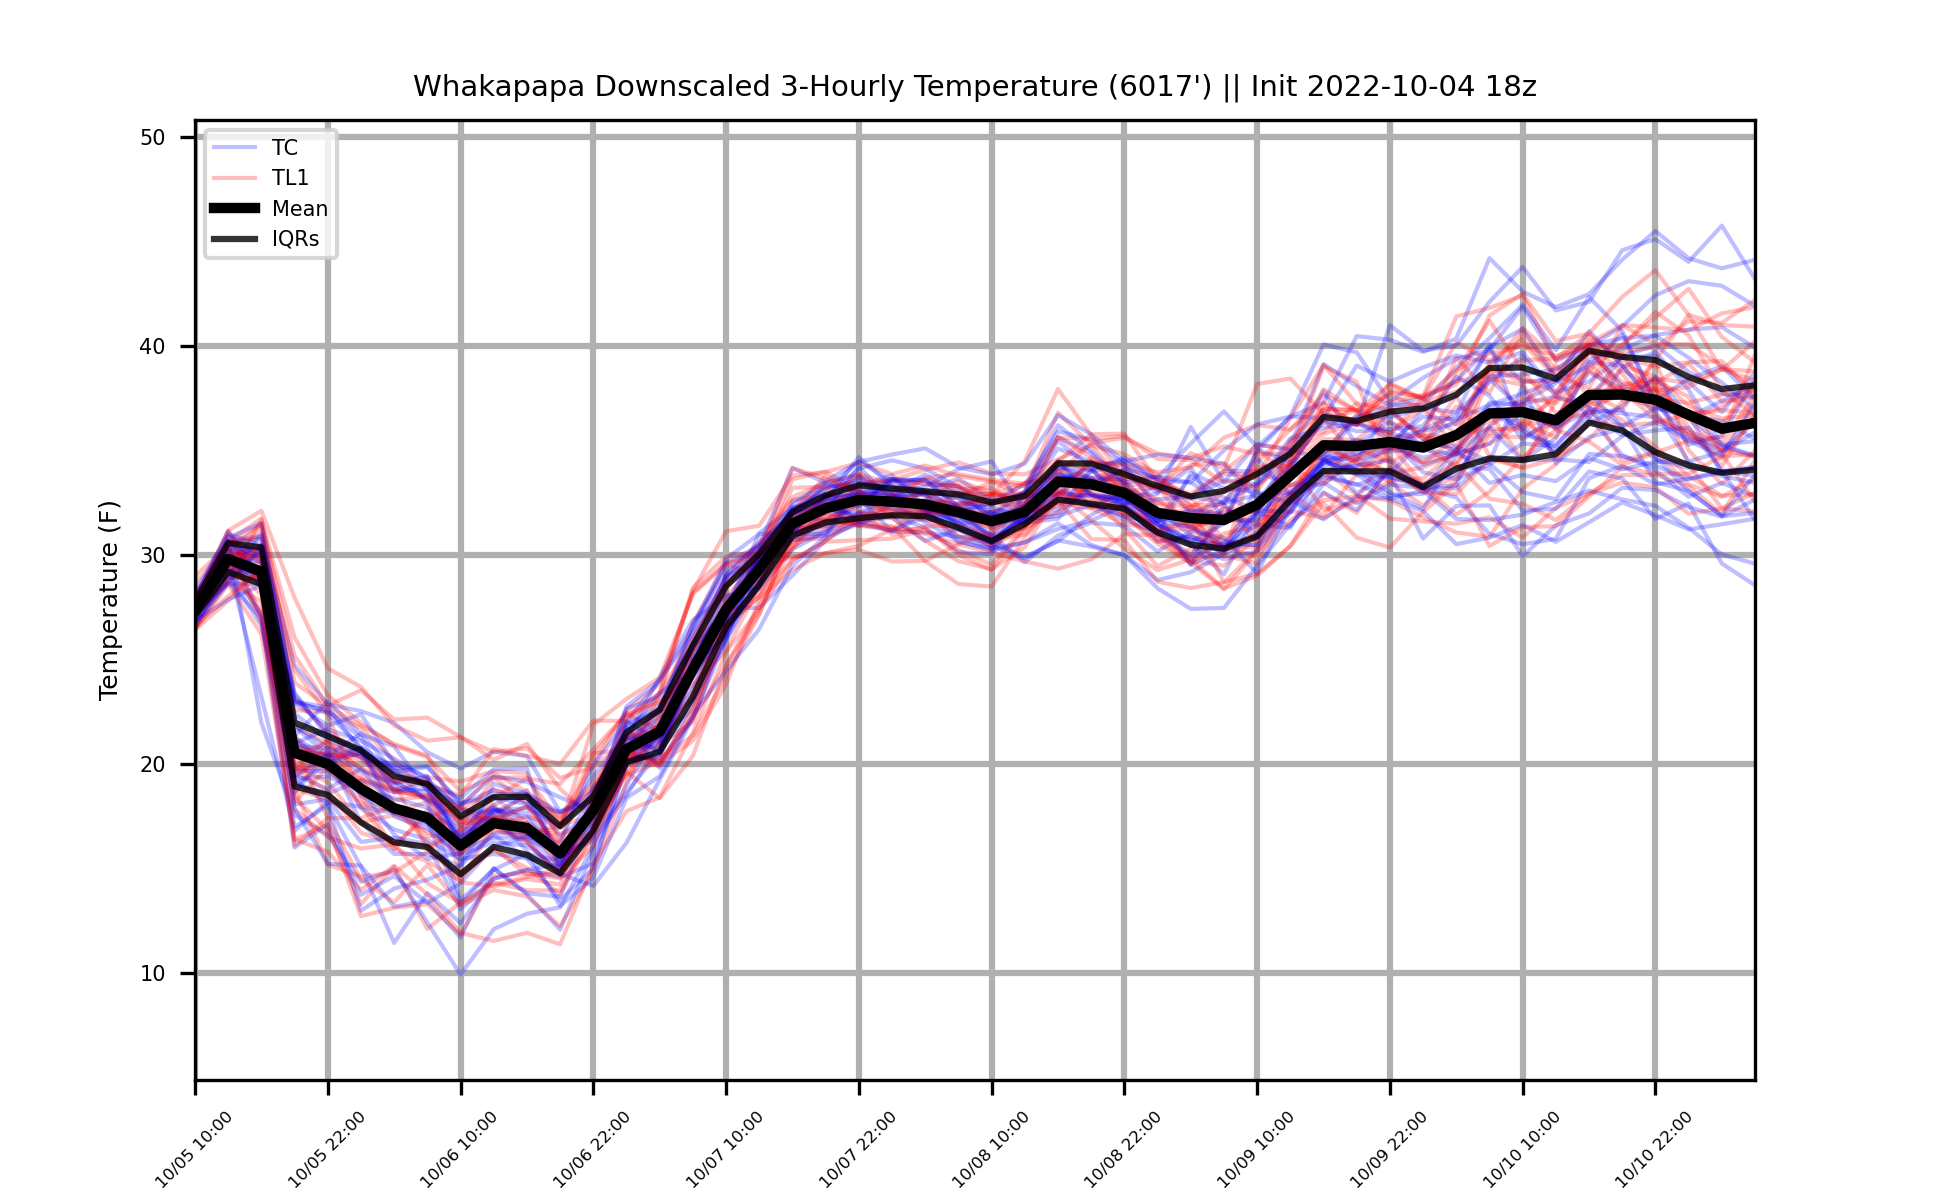 Whakapapa Downscaled 3-Hourly Temperature (6017') || Init 2022-10-04 18z
TC
TL1
Mean
IQRs
Temperature (F)
50
40
30
20
10
10/05 10:00
10/05 22:00
10/06 10:00
10/06 22:00
10/07 10:00
10/07 22:00
10/08 10:00
10/08 22:00
10/09 10:00
10/09 22:00
10/10 10:00
10/10 22:00